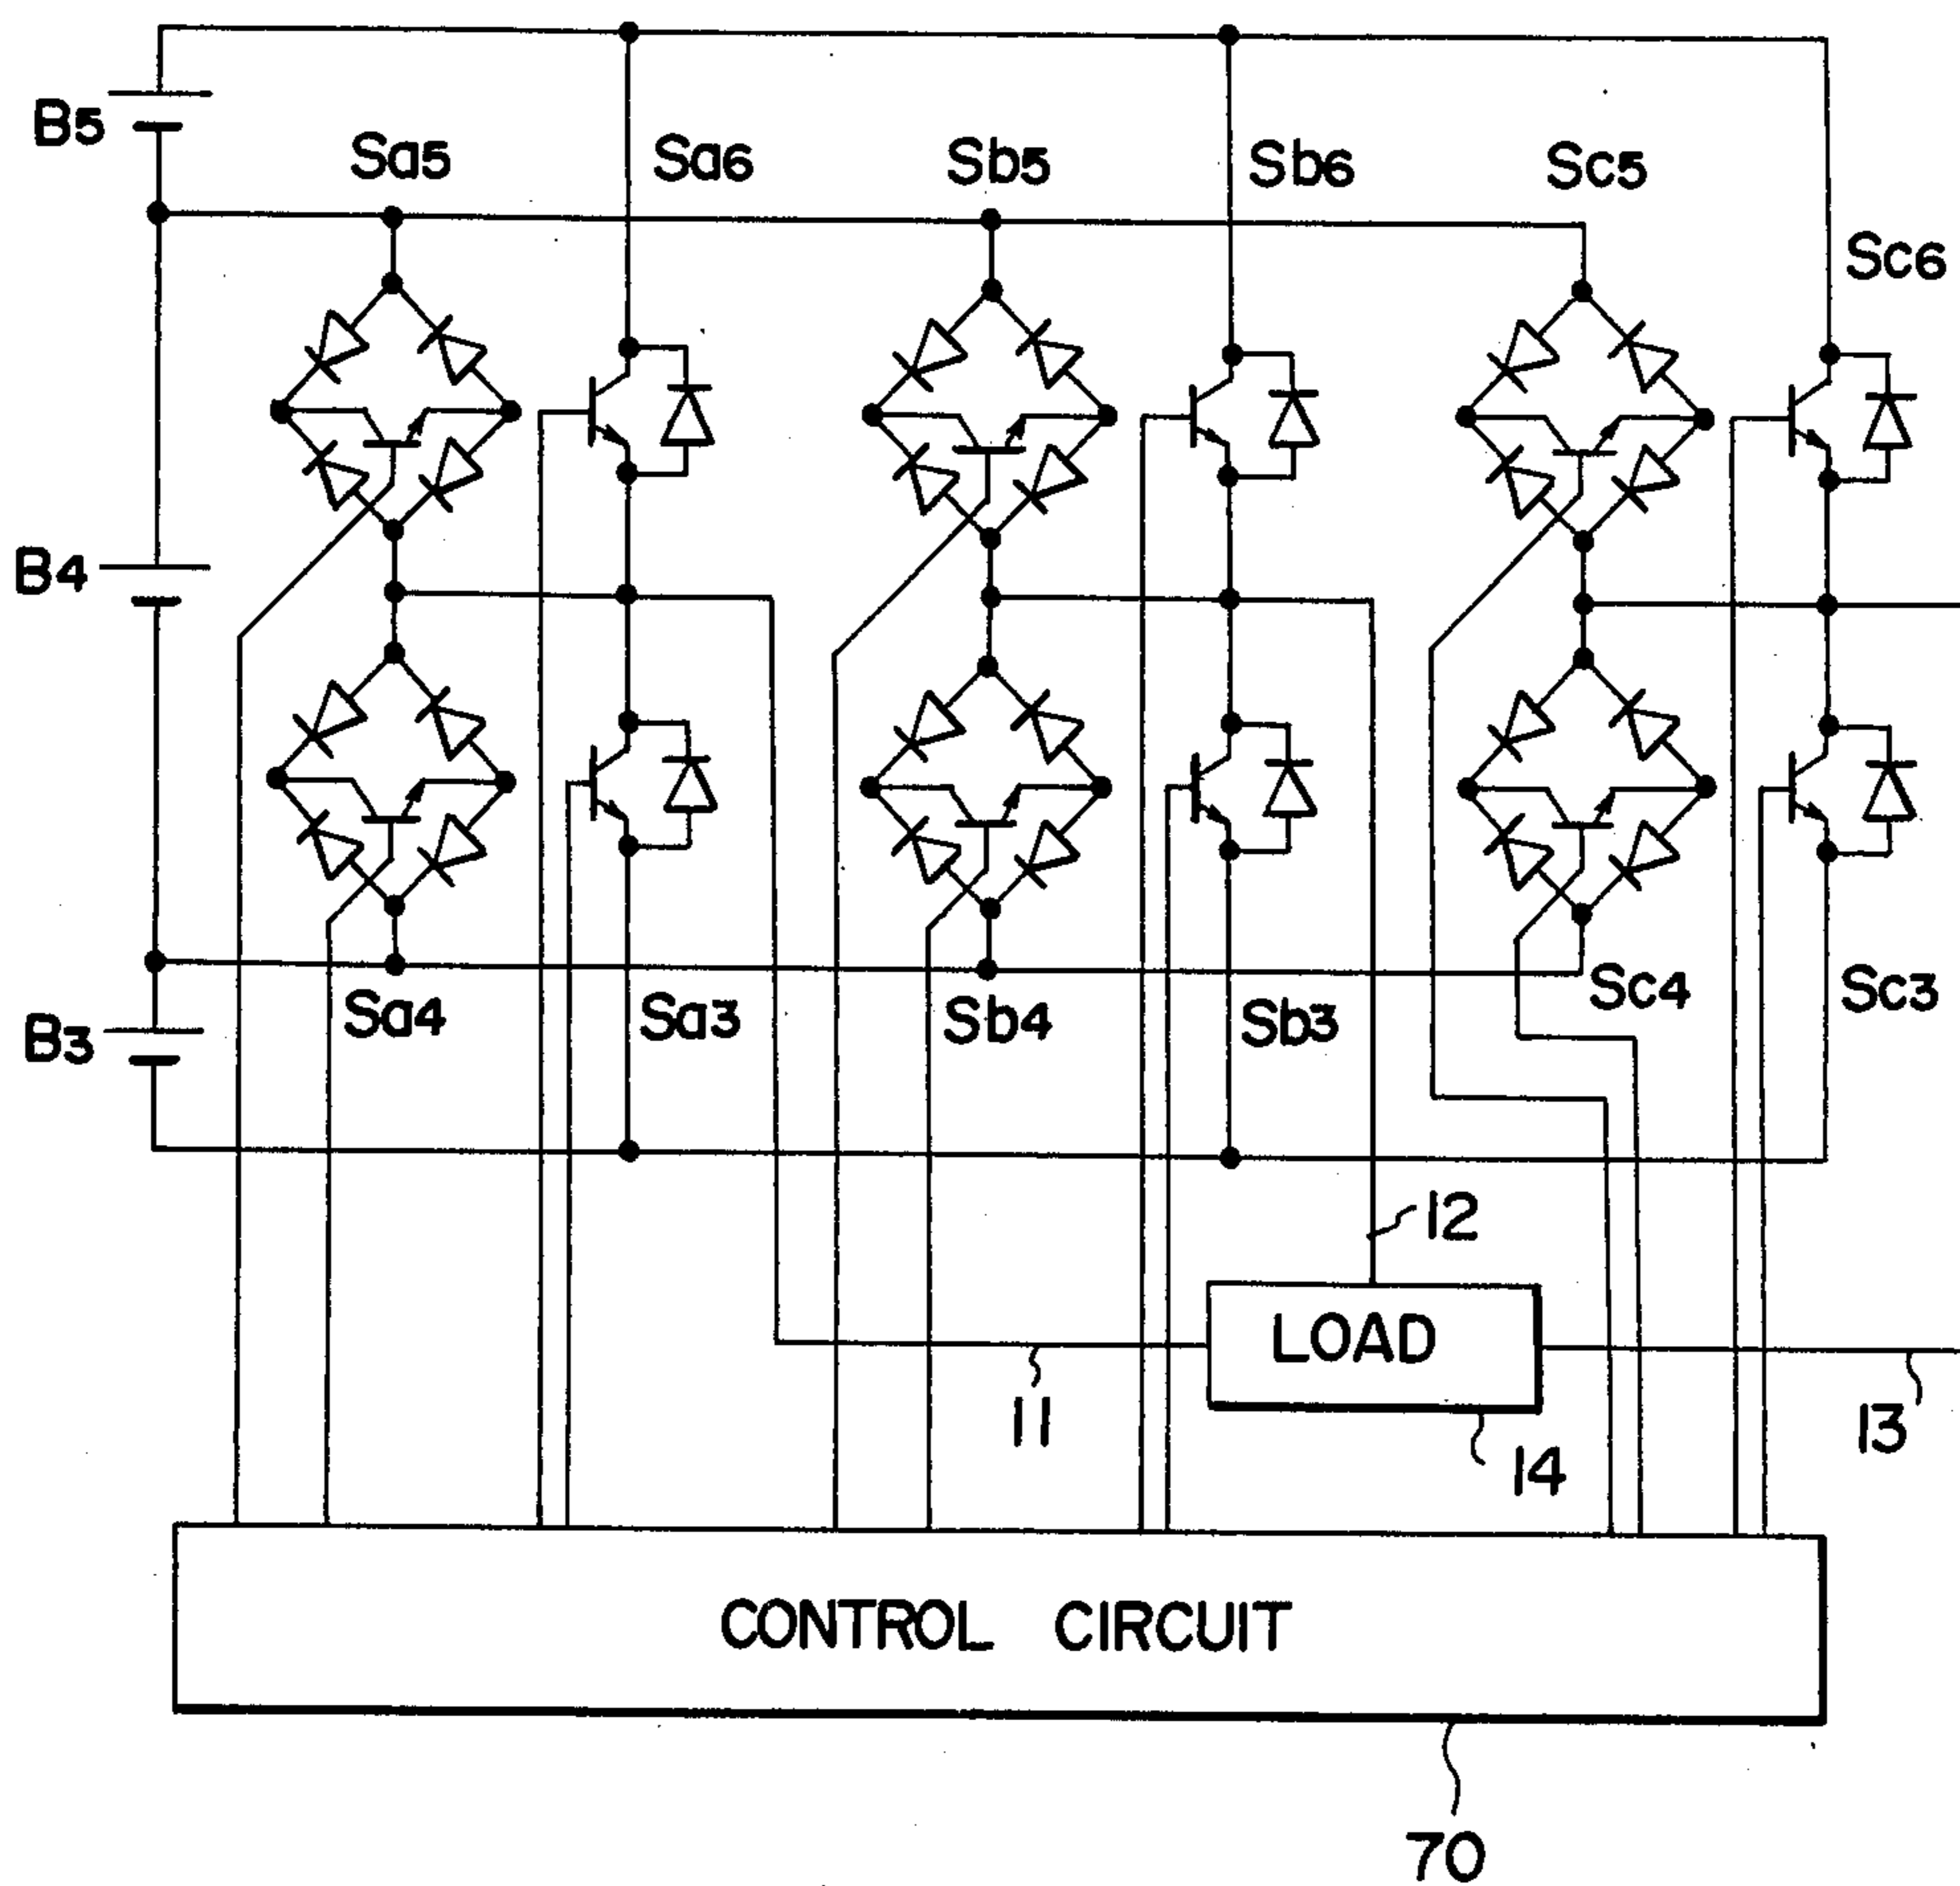 B5
Sa5
Sa6
Sb5
Sb6
Sc5
Sc6
B4
B3
Sa4
Sa3
Sb4
Sb3
Sc4
Sc3
12
LOAD
11
14
13
CONTROL CIRCUIT
70